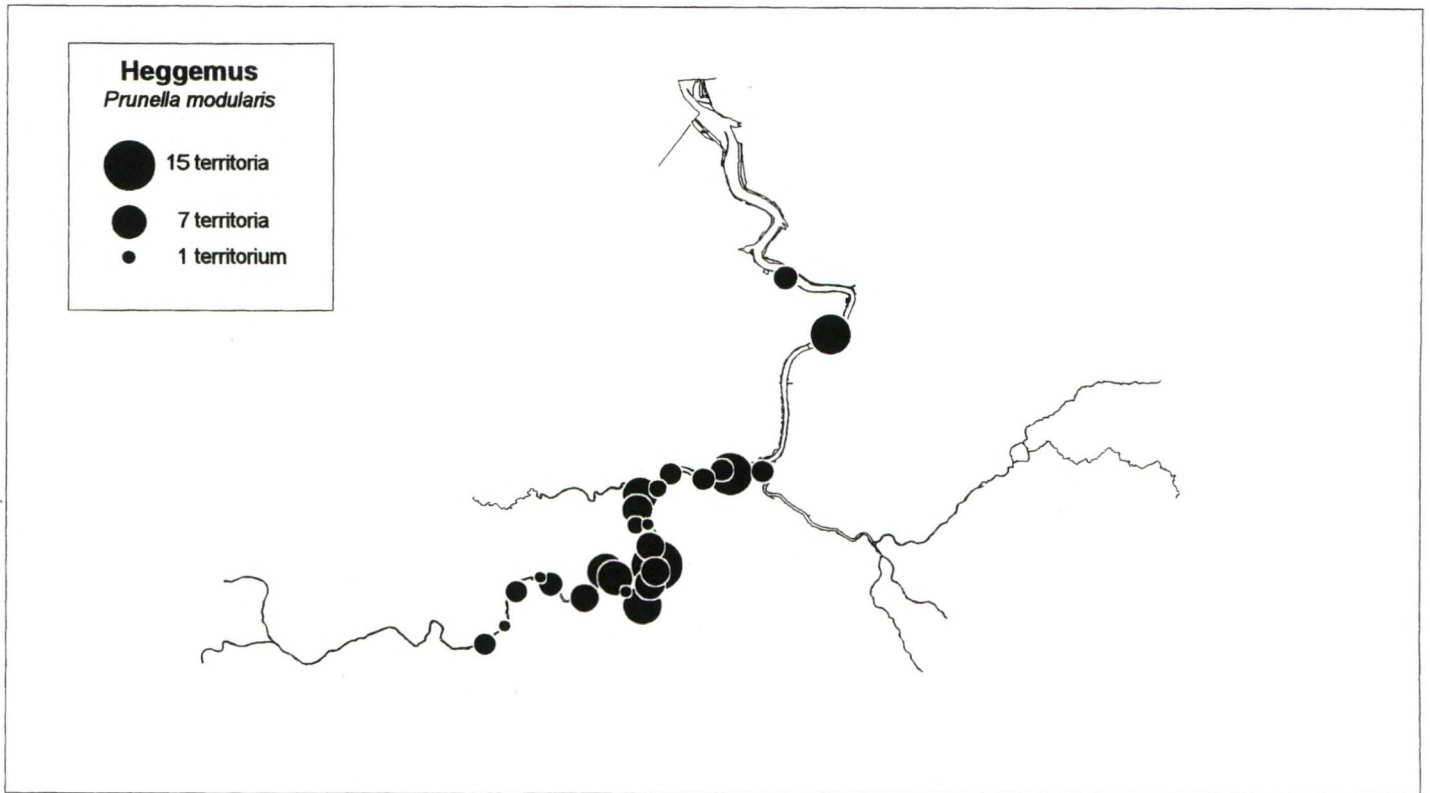 Heggemus
Prunella modularis
15 territoria
7 territoria
1 territorium